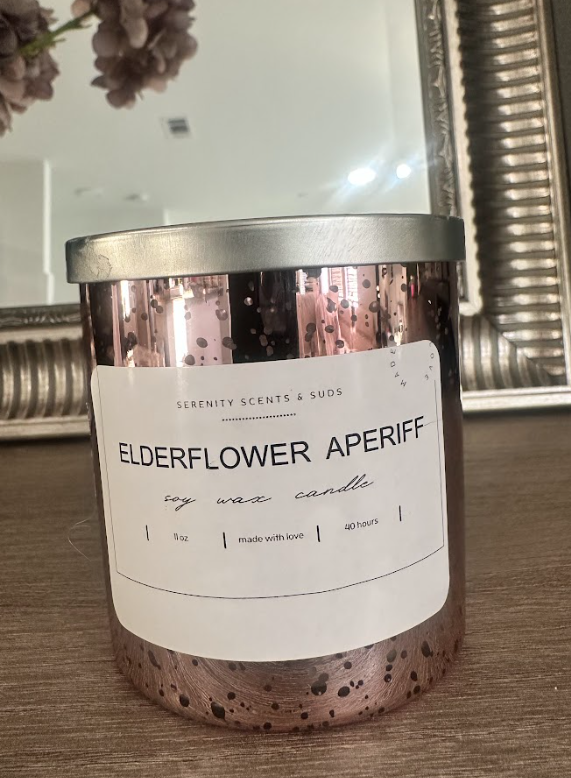 SERENITY SCENTS & SUDS
ELDERFLOWER APERIFF
soy wax candle
11 oz | made with love | 40 hours